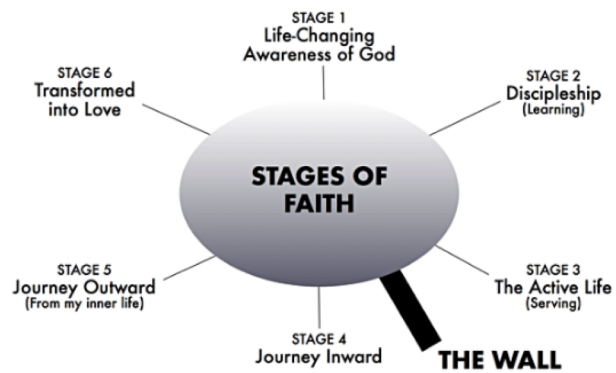 STAGE 1
Life-Changing
Awareness of God
STAGE 6
Transformed
into Love
STAGE 2
Discipleship
(Learning)
STAGES OF
FAITH
STAGE 5
Journey Outward
(From my inner life)
STAGE 3
The Active Life
(Serving)
STAGE 4
Journey Inward
THE WALL